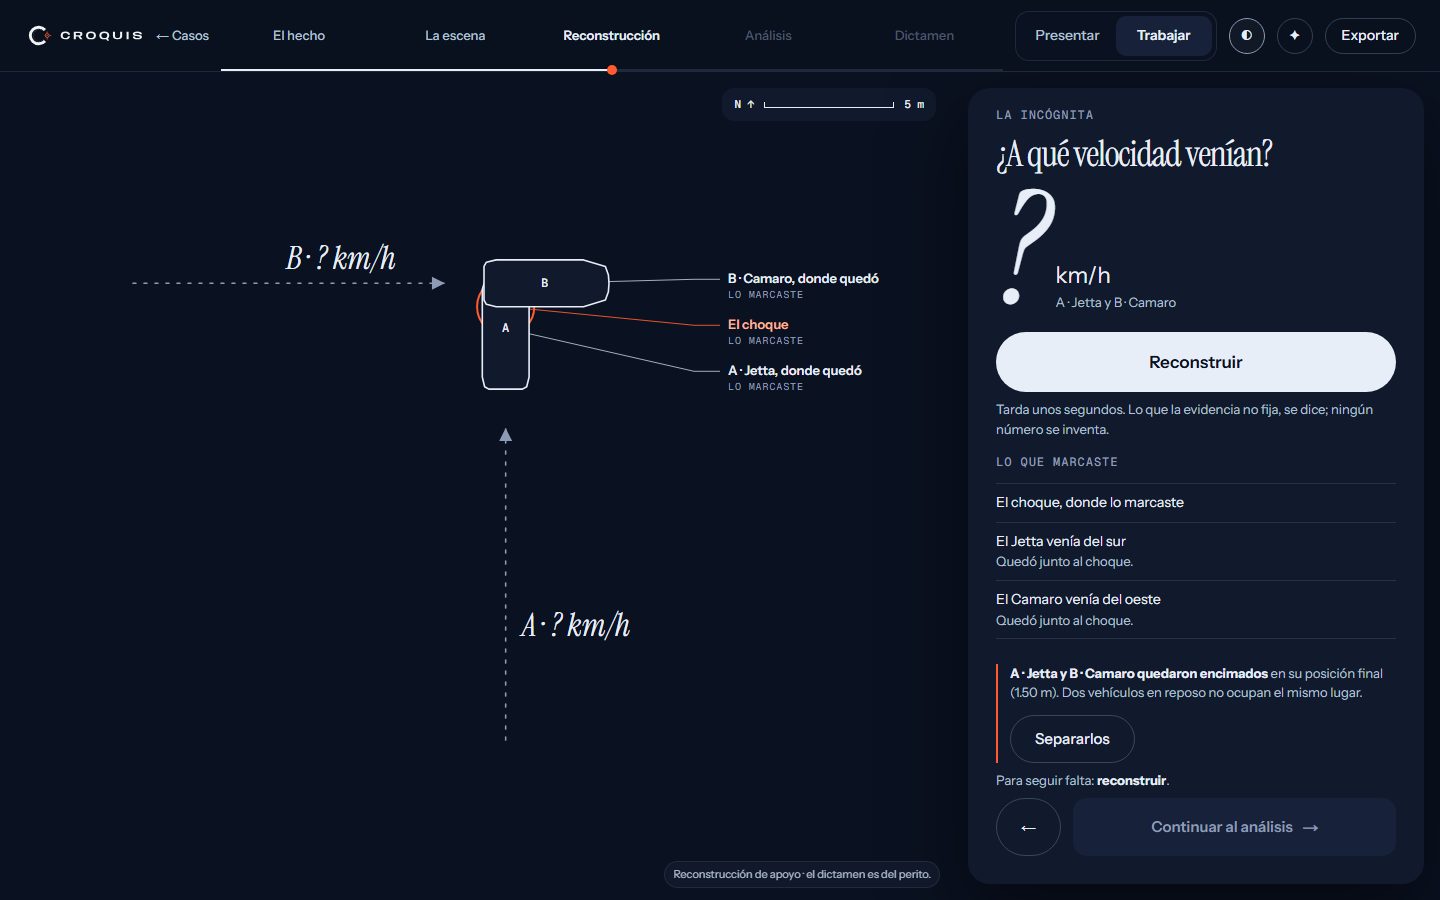 CROQUIS
← Casos
El hecho
La escena
Reconstrucción
Análisis
Dictamen
Presentar
Trabajar
Exportar
N ↑ 5 m
B · ? km/h
B
A
B · Camaro, donde quedó
LO MARCASTE
El choque
LO MARCASTE
A · Jetta, donde quedó
LO MARCASTE
A · ? km/h
Reconstrucción de apoyo · el dictamen es del perito.
LA INCÓGNITA
¿A qué velocidad venían?
?
km/h
A · Jetta y B · Camaro
Reconstruir
Tarda unos segundos. Lo que la evidencia no fija, se dice; ningún
número se inventa.
LO QUE MARCASTE
El choque, donde lo marcaste
El Jetta venía del sur
Quedó junto al choque.
El Camaro venía del oeste
Quedó junto al choque.
A · Jetta y B · Camaro quedaron encimados en su posición final
(1.50 m). Dos vehículos en reposo no ocupan el mismo lugar.
Separarlos
Para seguir falta: reconstruir.
←
Continuar al análisis →